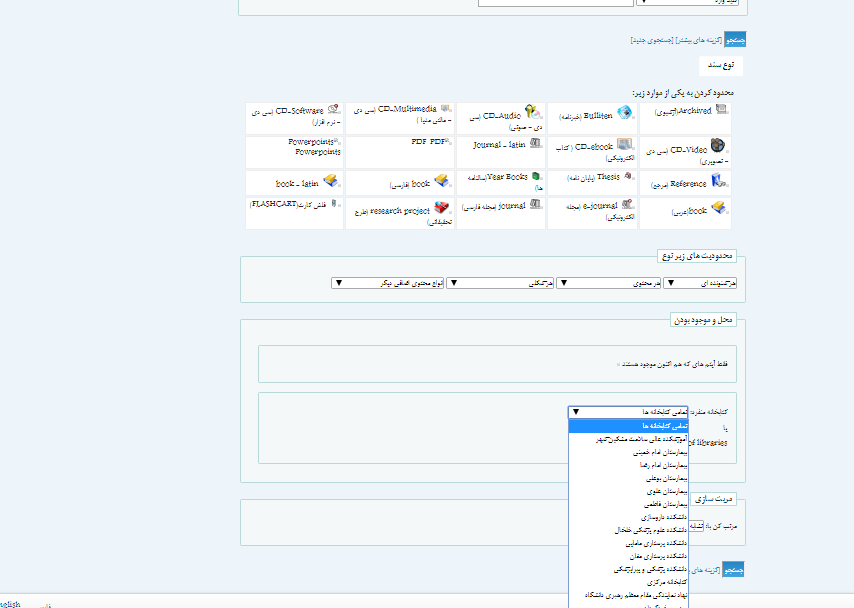 جستجو [گزینه های بیشتر] [جستجوی جدید]
نوع سند
محدود کردن به یکی از موارد زیر:
Archived(آرشیوی)
Bulliten (خبرنامه)
CD-Audio (سی
دی - صوتی)
CD-Multimedia (سی دی
- مالتی مدیا )
CD-Software (سی دی
- نرم افزار)
CD-Video (سی دی
- تصویری)
CD-ebook (کتاب
الکترونیکی)
Journal - latin
PDF PDF
Powerpoints
Powerpoints
Reference (مرجع)
Thesis (پایان نامه)
Year Books(سالنامه
ها)
book (فارسی)
book - latin
book(عربی)
e-journal (مجله
الکترونیکی)
journal (مجله فارسی)
research project (طرح
تحقیقاتی)
فلش کارت(FLASHCART)
محدودیت های زیر نوع
هر شنونده ای
هر محتوی
هر شکلی
انواع محتوی اضافی دیگر
محل و موجود بودن
فقط آیتم های که هم اکنون موجود هستند
کتابخانه منفرد: تمامی کتابخانه ها
یا
of libraries
تمامی کتابخانه ها
آموزشکده عالی سلامت مشکین شهر
بیمارستان امام خمینی
بیمارستان امام رضا
بیمارستان بوعلی
بیمارستان علوی
بیمارستان فاطمی
دانشکده داروسازی
دانشکده علوم پزشکی خلخال
دانشکده پرستاری مامایی
دانشکده پرستاری مغان
دانشکده پزشکی و پیراپزشکی
کتابخانه مرکزی
نهاد نمایندگی مقام معظم رهبری دانشگاه
مرتب سازی
مرتب کن با:
جستجو [گزینه های